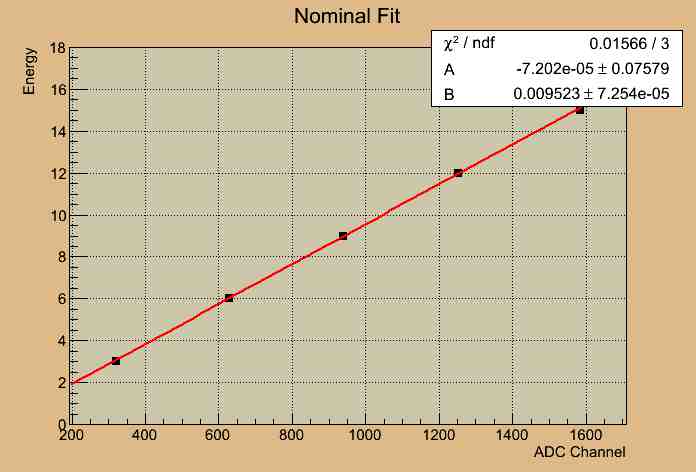 Nominal Fit
χ² / ndf 0.01566 / 3
A -7.202e-05 ± 0.07579
B 0.009523 ± 7.254e-05
Energy
18
16
14
12
10
8
6
4
2
0
200 400 600 800 1000 1200 1400 1600
ADC Channel